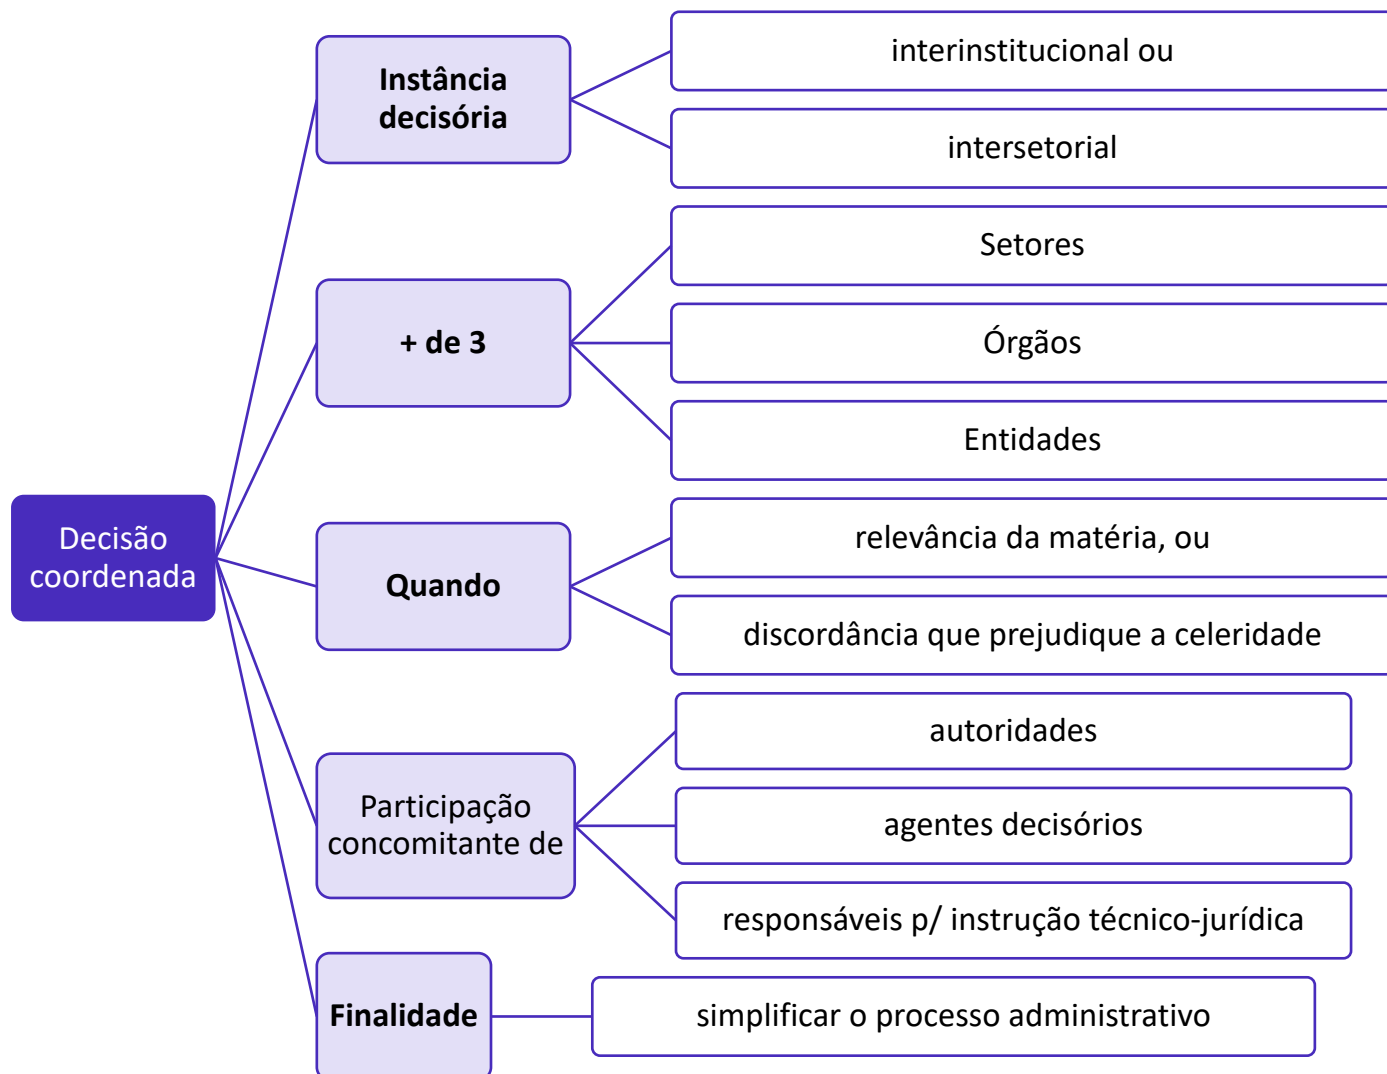 Decisão
coordenada
Instância
decisória
interinstitucional ou
intersetorial
+ de 3
Setores
Órgãos
Entidades
Quando
relevância da matéria, ou
discordância que prejudique a celeridade
Participação
concomitante de
autoridades
agentes decisórios
responsáveis p/ instrução técnico-jurídica
Finalidade
simplificar o processo administrativo